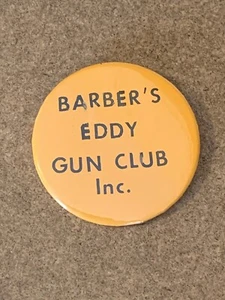 BARBER'S
EDDY
GUN CLUB
Inc.